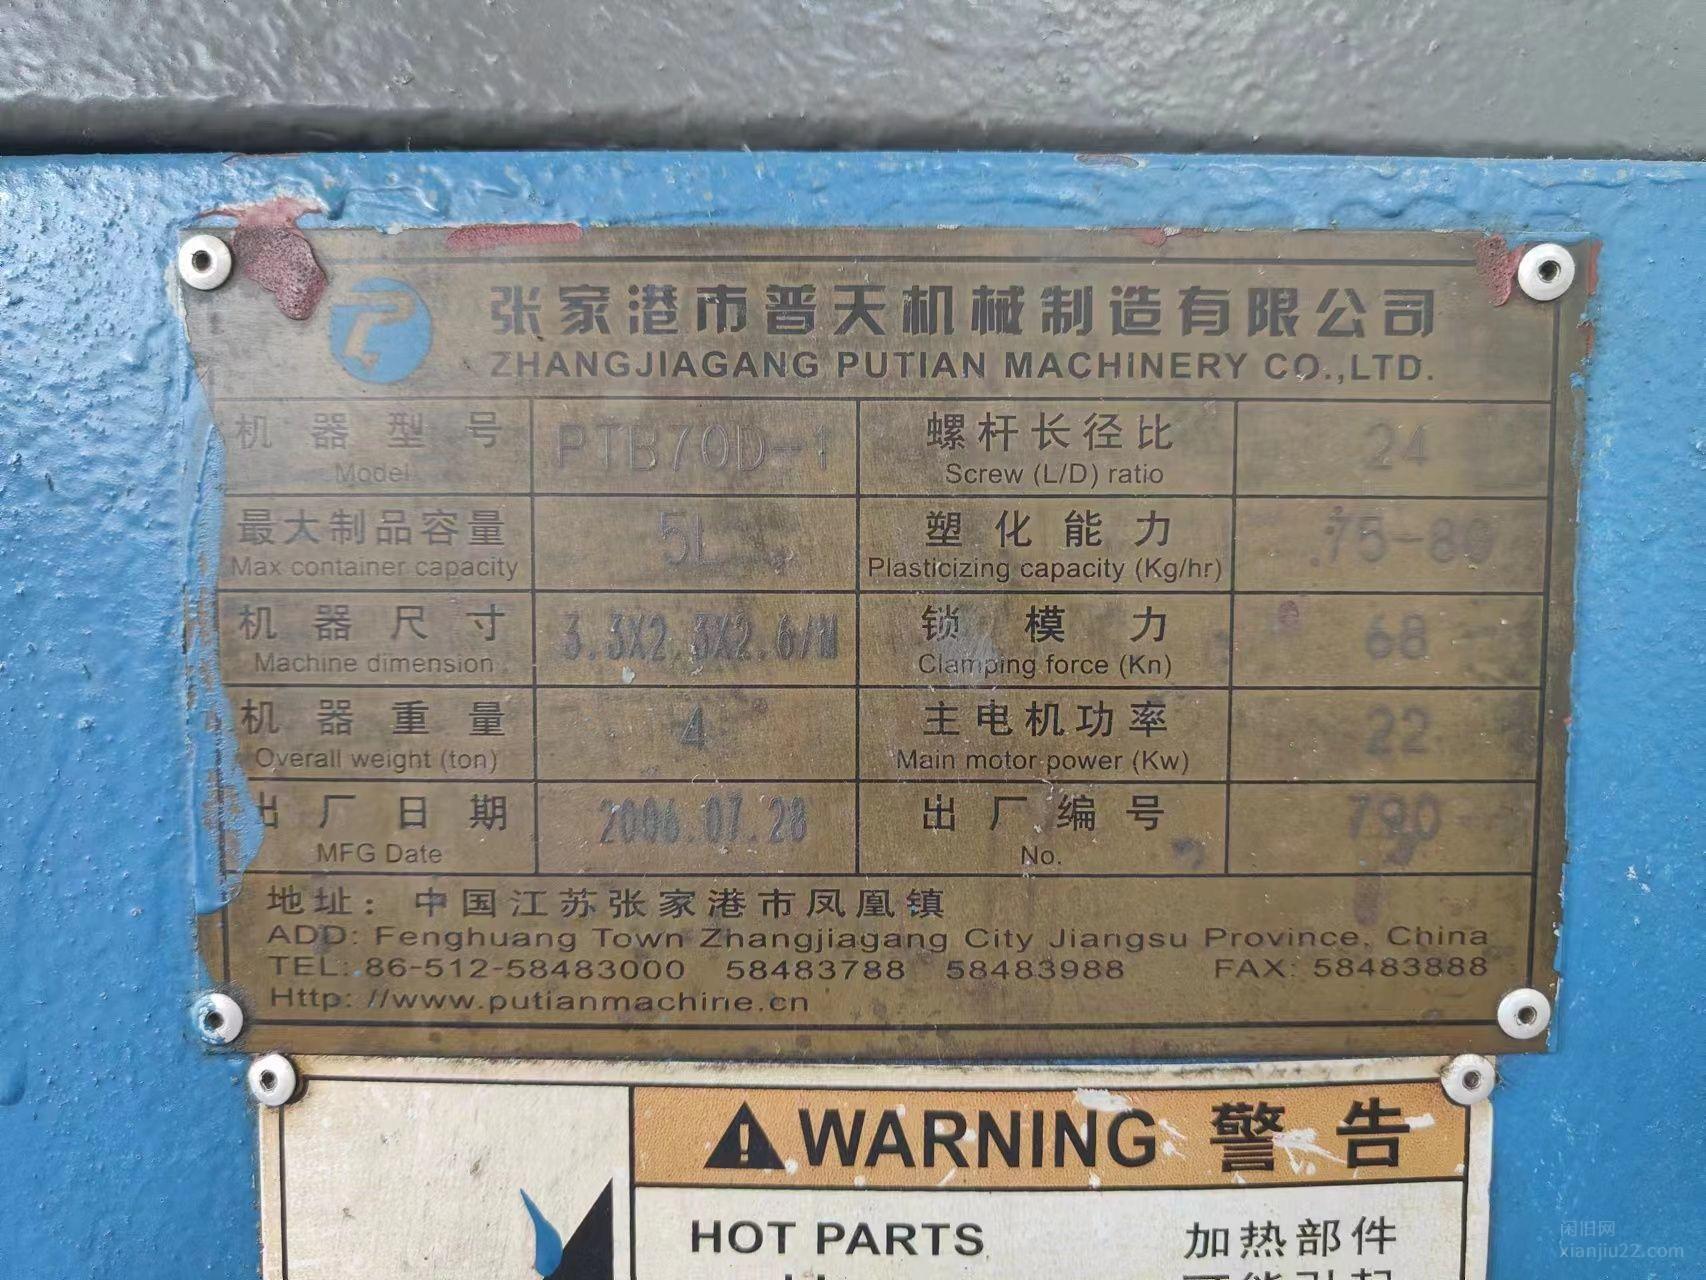 张家港市普天机械制造有限公司
ZHANGJIAGANG PUTIAN MACHINERY CO.,LTD.
机器型号 PTB70D-1 螺杆长径比 24
Model Screw (L/D) ratio
最大制品容量 5L 塑化能力 75-80
Max container capacity Plasticizing capacity (Kg/hr)
机器尺寸 3.3X2.3X2.6/M 锁模力 68
Machine dimension Clamping force (Kn)
机器重量 4 主电机功率 22
Overall weight (ton) Main motor power (Kw)
出厂日期 2006.07.28 出厂编号 790
MFG Date No.
地址：中国江苏张家港市凤凰镇
ADD: Fenghuang Town Zhangjiagang City Jiangsu Province, China
TEL: 86-512-58483000 58483788 58483988 FAX: 58483888
Http: //www.putianmachine.cn
WARNING 警告
HOT PARTS 加热部件
闲旧网
xianjiu22.com